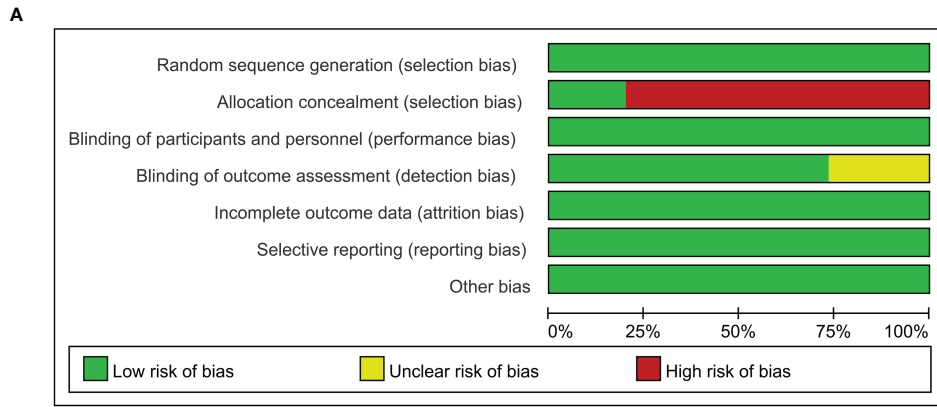 A
Random sequence generation (selection bias)
Allocation concealment (selection bias)
Blinding of participants and personnel (performance bias)
Blinding of outcome assessment (detection bias)
Incomplete outcome data (attrition bias)
Selective reporting (reporting bias)
Other bias
0% 25% 50% 75% 100%
Low risk of bias Unclear risk of bias High risk of bias